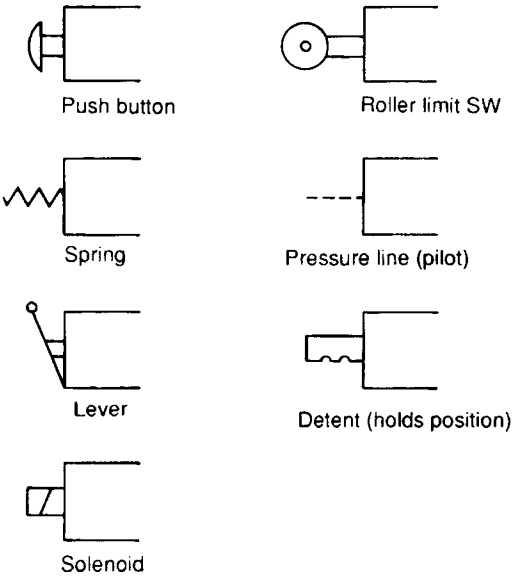 Push button
Roller limit SW
Spring
Pressure line (pilot)
Lever
Detent (holds position)
Solenoid